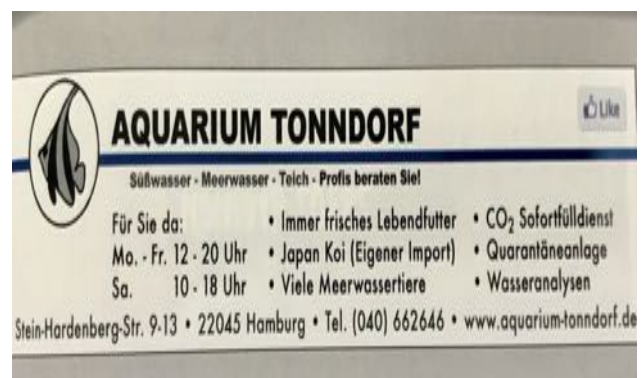 Like
AQUARIUM TONNDORF
Süßwasser - Meerwasser - Teich - Profis beraten Sie!
Für Sie da: • Immer frisches Lebendfutter • CO₂ Sofortfülldienst
Mo. - Fr. 12 - 20 Uhr • Japan Koi (Eigener Import) • Quarantäneanlage
Sa. 10 - 18 Uhr • Viele Meerwassertiere • Wasseranalysen
Stein-Hardenberg-Str. 9-13 • 22045 Hamburg • Tel. (040) 662646 • www.aquarium-tonndorf.de